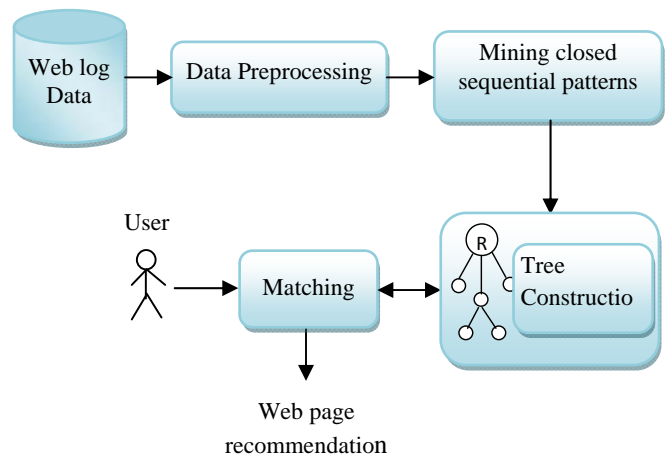 Web log
Data
Data Preprocessing
Mining closed
sequential patterns
User
Matching
R
Tree
Constructio
Web page
recommendation